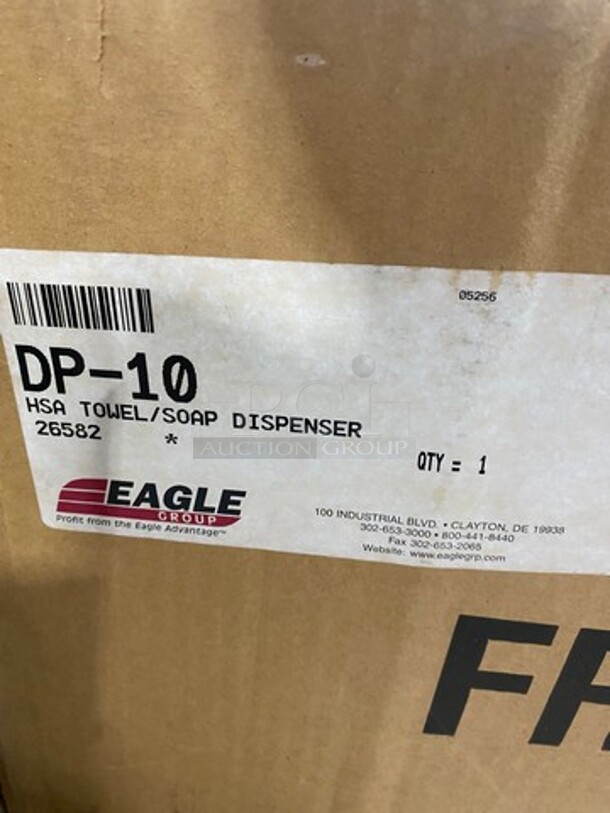 05256
DP-10
HSA TOWEL/SOAP DISPENSER
26582 *
QTY = 1
AUCTION GROUP
EAGLE
GROUP
Profit from the Eagle Advantage™
100 INDUSTRIAL BLVD. • CLAYTON, DE 19938
302-653-3000 • 800-441-8440
Fax 302-653-2065
Website: www.eaglegrp.com